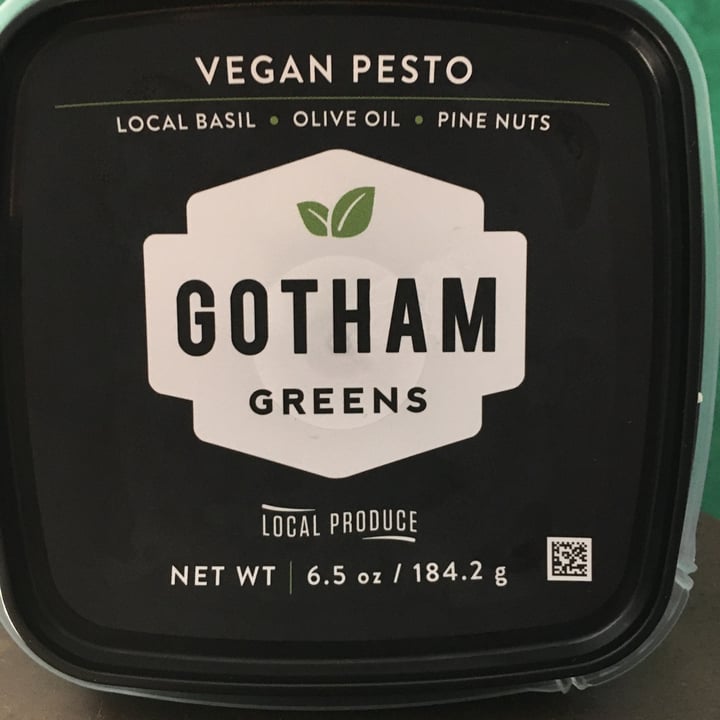 VEGAN PESTO
LOCAL BASIL • OLIVE OIL • PINE NUTS
GOTHAM
GREENS
LOCAL PRODUCE
NET WT | 6.5 oz / 184.2 g